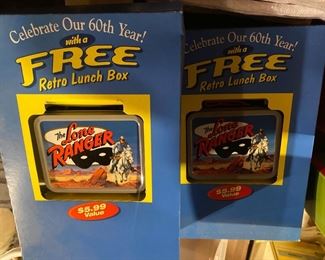 Celebrate Our 60th Year!
with a
FREE
Retro Lunch Box
The Lone
RANGER
$5.99
Value
Celebrate Our 60th Year!
with a
FREE
Retro Lunch Box
The Lone
RANGER
$5.99
Value